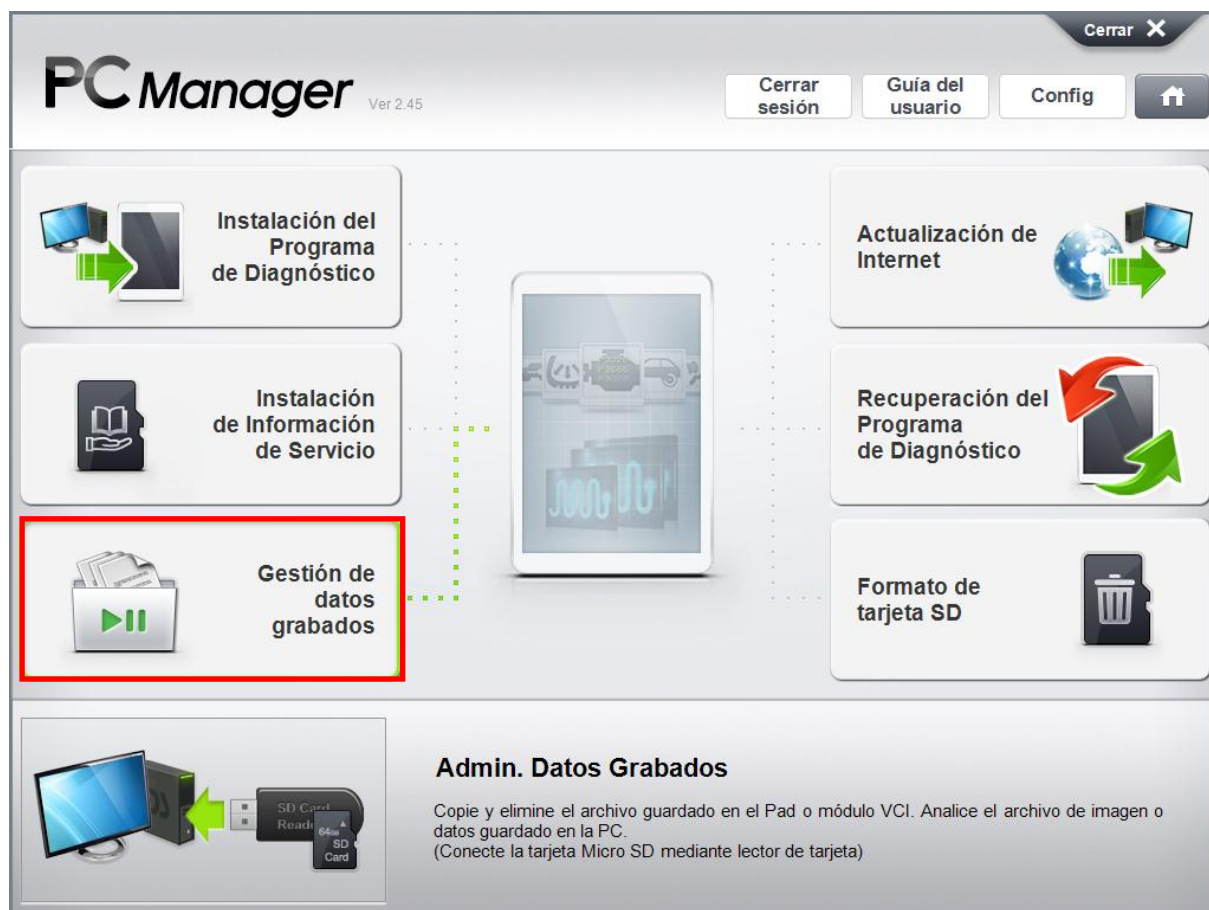 Cerrar
PC Manager Ver 2.45
Cerrar
sesión
Guía del
usuario
Config
Instalación del
Programa
de Diagnóstico
Actualización de
Internet
Instalación
de Información
de Servicio
Recuperación del
Programa
de Diagnóstico
Gestión de
datos
grabados
Formato de
tarjeta SD
SD Card
64GB
SD
Card
Admin. Datos Grabados
Copie y elimine el archivo guardado en el Pad o módulo VCI. Analice el archivo de imagen o
datos guardado en la PC.
(Conecte la tarjeta Micro SD mediante lector de tarjeta)